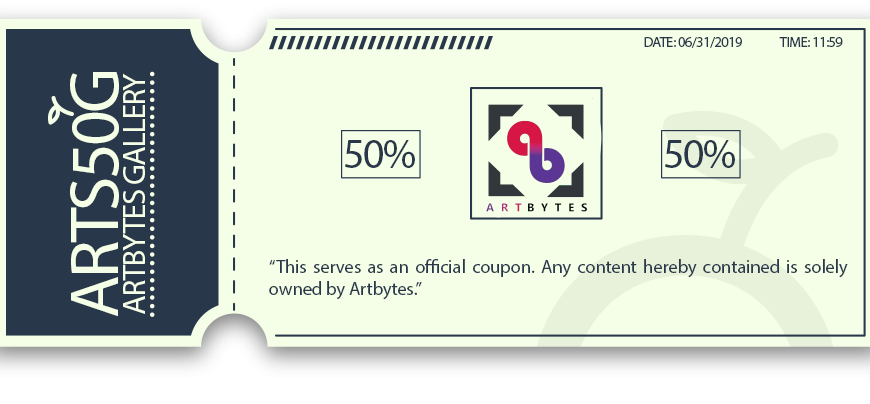 ARTS50G
ARTBYTES GALLERY
DATE: 06/31/2019 TIME: 11:59
50%
ARTBYTES
50%
“This serves as an official coupon. Any content hereby contained is solely
owned by Artbytes.”